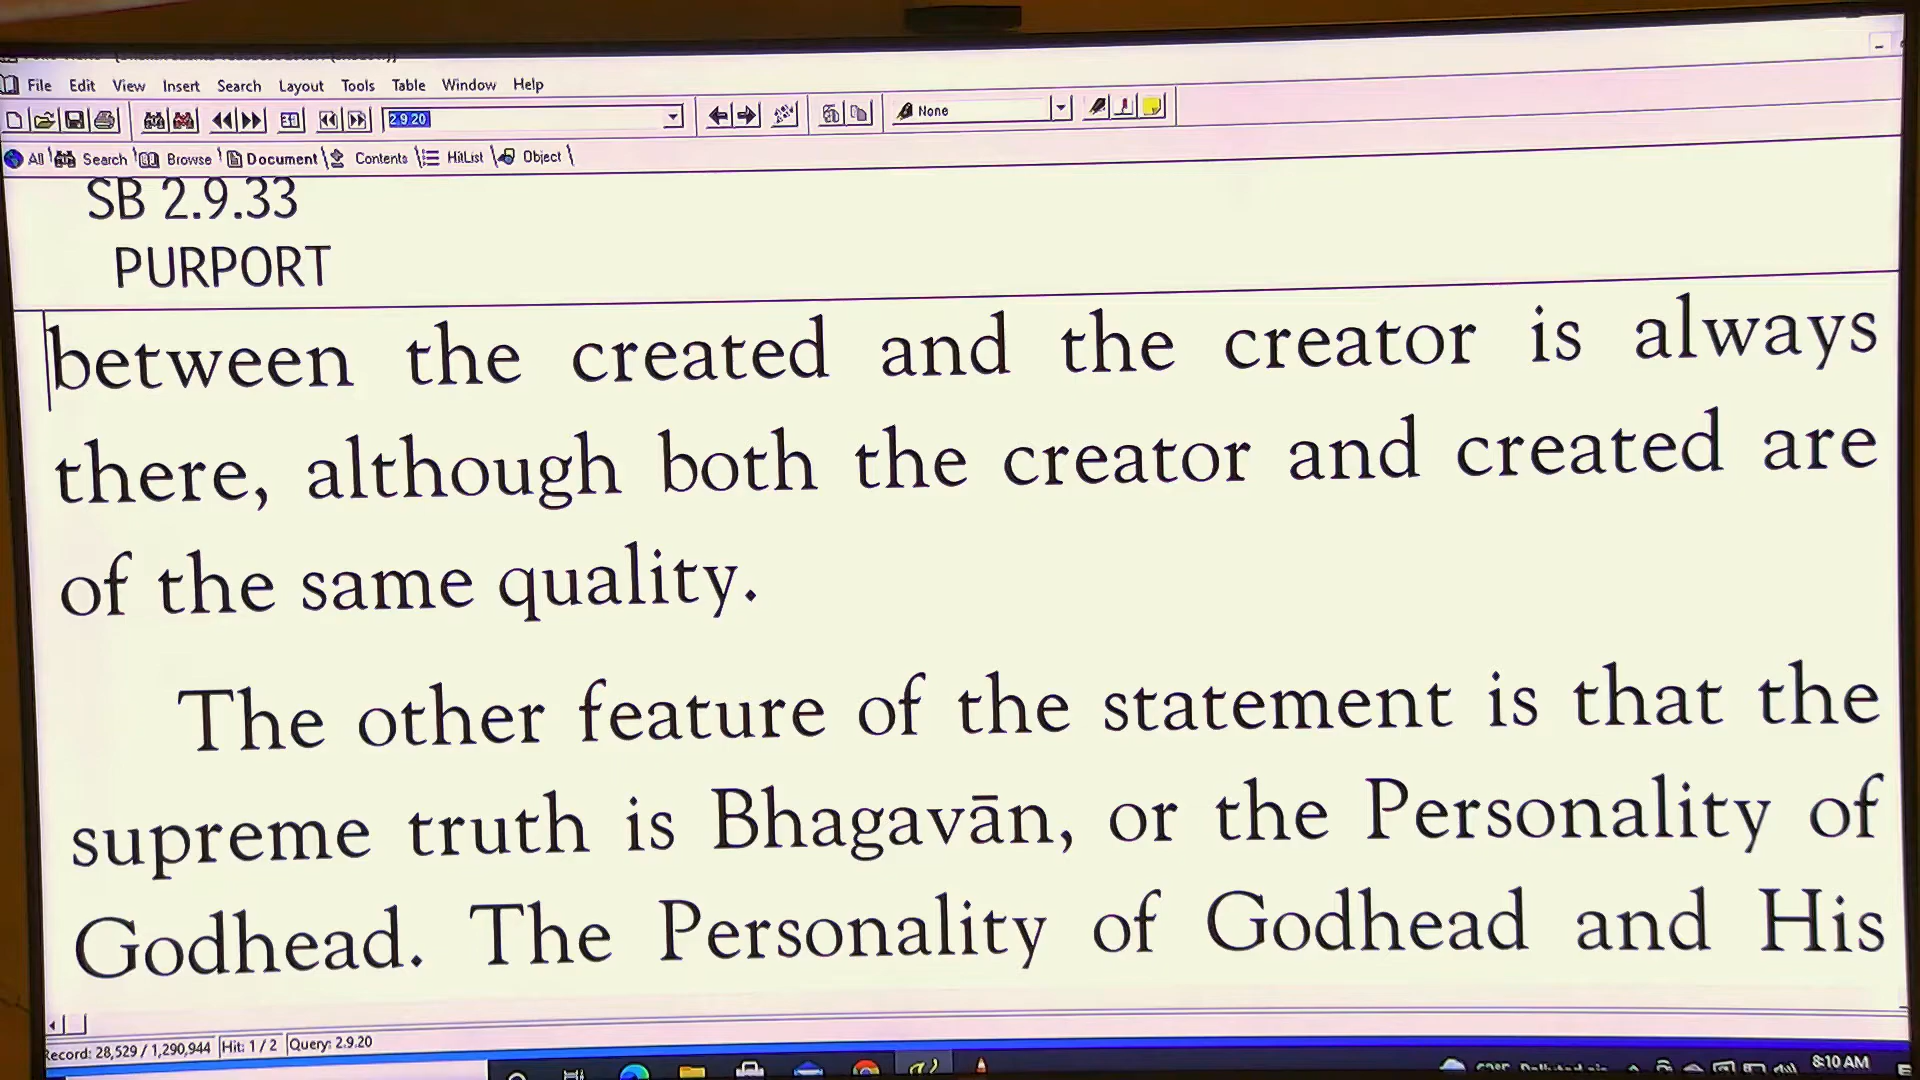 File Edit View Insert Search Layout Tools Table Window Help
2.9.20
None
All Search Browse Document Contents HitList Object
SB 2.9.33
PURPORT
between the created and the creator is always
there, although both the creator and created are
of the same quality.
The other feature of the statement is that the
supreme truth is Bhagavān, or the Personality of
Godhead. The Personality of Godhead and His
Record: 28,529 / 1,290,944 Hit: 1 / 2 Query: 2.9.20
8:10 AM